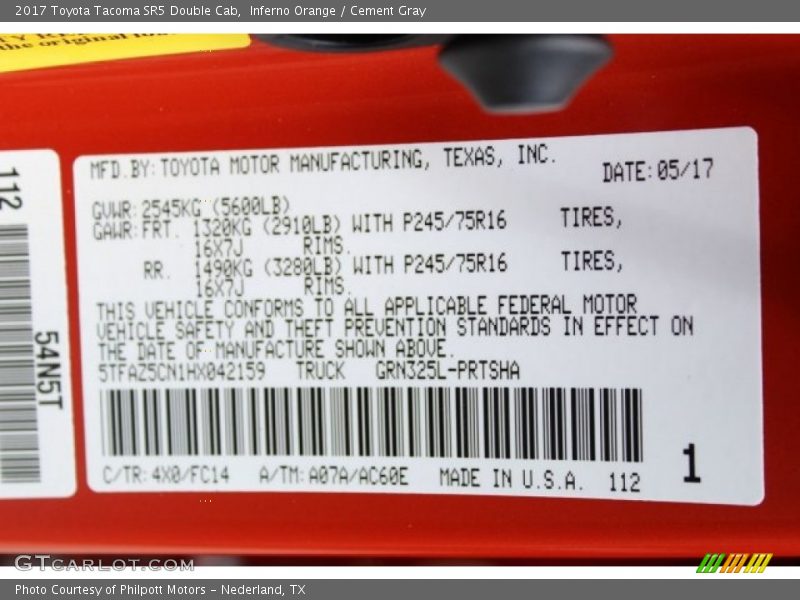 2017 Toyota Tacoma SR5 Double Cab, Inferno Orange / Cement Gray
the original
112
54N5T
MFD.BY: TOYOTA MOTOR MANUFACTURING, TEXAS, INC.
DATE: 05/17
GVWR: 2545KG (5600LB)
GAWR: FRT. 1320KG (2910LB) WITH P245/75R16 TIRES,
16X7J RIMS.
RR. 1490KG (3280LB) WITH P245/75R16 TIRES,
16X7J RIMS.
THIS VEHICLE CONFORMS TO ALL APPLICABLE FEDERAL MOTOR
VEHICLE SAFETY AND THEFT PREVENTION STANDARDS IN EFFECT ON
THE DATE OF MANUFACTURE SHOWN ABOVE.
5TFAZ5CN1HX042159 TRUCK GRN325L-PRTSHA
C/TR: 4X0/FC14 A/TM: A07A/AC60E MADE IN U.S.A. 112
1
GTCARLOT.COM
Photo Courtesy of Philpott Motors - Nederland, TX